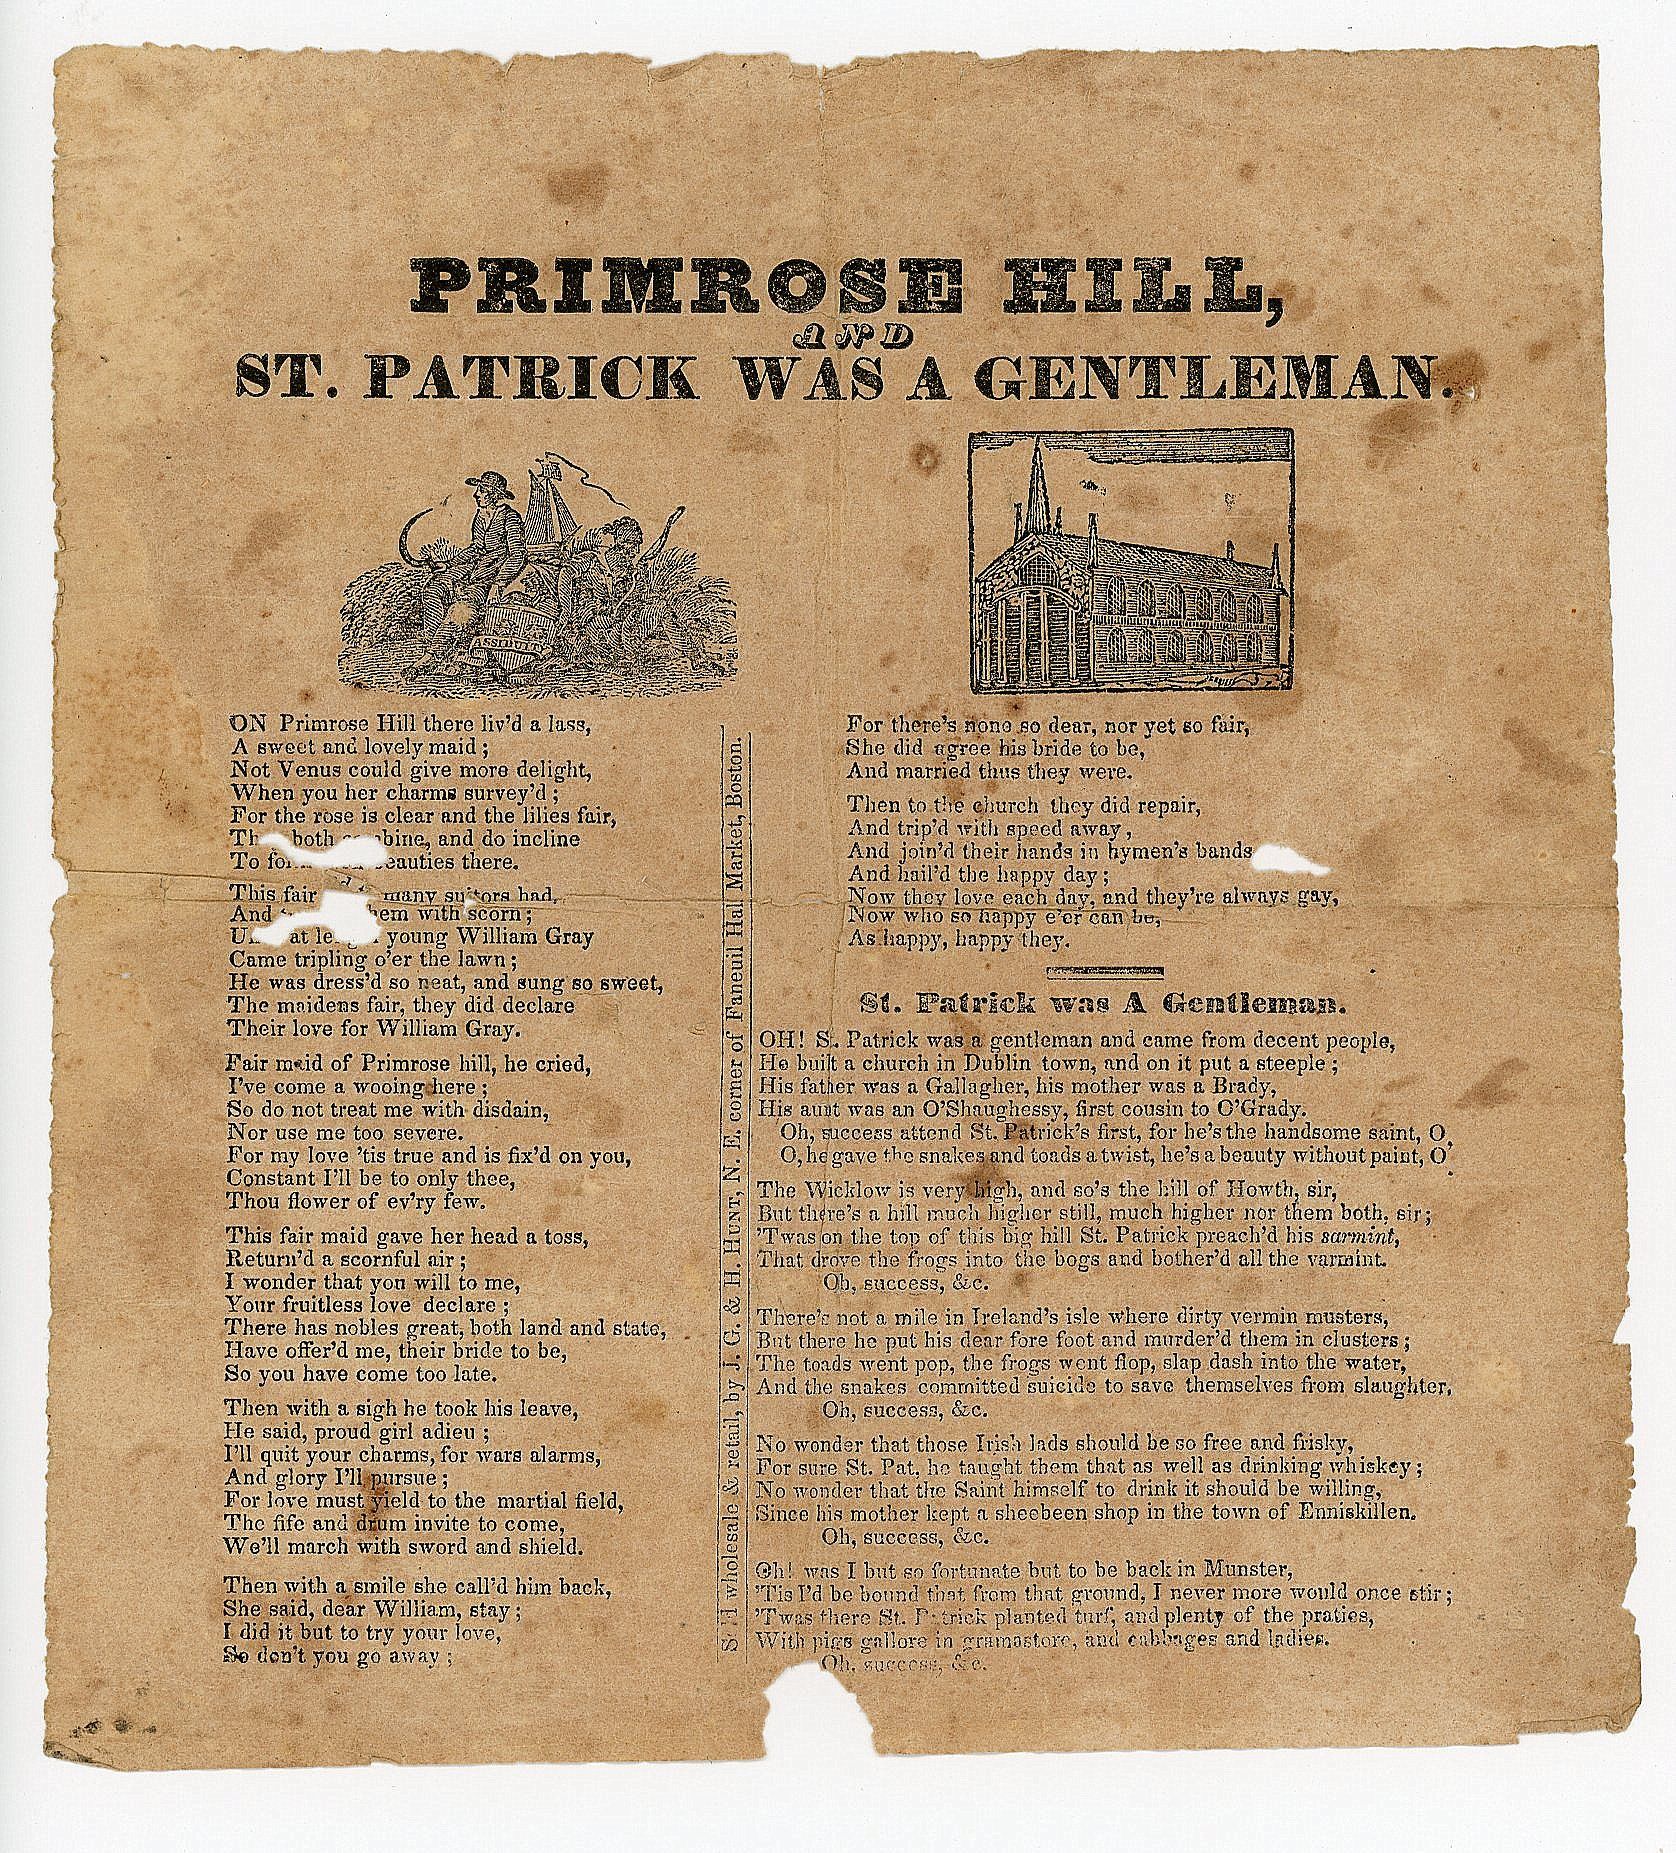 PRIMROSE HILL,
AND
ST. PATRICK WAS A GENTLEMAN.
ON Primrose Hill there liv'd a lass,
A sweet and lovely maid;
Not Venus could give more delight,
When you her charms survey'd;
For the rose is clear and the lilies fair,
both and do incline
To beauties there.
This fair many suitors had,
And with scorn;
at young William Gray
Came tripling o'er the lawn;
He was dress'd so neat, and sung so sweet,
The maidens fair, they did declare
Their love for William Gray.
Fair maid of Primrose hill, he cried,
I've come a wooing here;
So do not treat me with disdain,
Nor use me too severe.
For my love 'tis true and is fix'd on you,
Constant I'll be to only thee,
Thou flower of ev'ry few.
This fair maid gave her head a toss,
Return'd a scornful air;
I wonder that you will to me,
Your fruitless love declare;
There has nobles great, both land and state,
Have offer'd me, their bride to be,
So you have come too late.
Then with a sigh he took his leave,
He said, proud girl adieu;
I'll quit your charms, for wars alarms,
And glory I'll pursue;
For love must yield to the martial field,
The fife and drum invite to come,
We'll march with sword and shield.
Then with a smile she call'd him back,
She said, dear William, stay;
I did it but to try your love,
So don't you go away;
wholesale & retail, by J. G. & H. HUNT, N. E. corner of Faneuil Hal Market, Boston.
For there's none so dear, nor yet so fair,
She did agree his bride to be,
And married thus they were.
Then to the church they did repair,
And trip'd with speed away,
And join'd their hands in hymen's bands
And hail'd the happy day;
Now they love each day, and they're always gay,
Now who so happy e'er can be,
As happy, happy they.
St. Patrick was A Gentleman.
OH! St. Patrick was a gentleman and came from decent people,
He built a church in Dublin town, and on it put a steeple;
His father was a Gallagher, his mother was a Brady,
His aunt was an O'Shaughessy, first cousin to O'Grady.
Oh, success attend St. Patrick's first, for he's the handsome saint, O,
O, he gave the snakes and toads a twist, he's a beauty without paint, O
The Wicklow is very high, and so's the hill of Howth, sir,
But there's a hill much higher still, much higher nor them both, sir;
'Twas on the top of this big hill St. Patrick preach'd his sarmint,
That drove the frogs into the bogs and bother'd all the varmint.
Oh, success, &c.
There's not a mile in Ireland's isle where dirty vermin musters,
But there he put his dear fore foot and murder'd them in clusters;
The toads went pop, the frogs went flop, slap dash into the water,
And the snakes committed suicide to save themselves from slaughter.
Oh, success, &c.
No wonder that those Irish lads should be so free and frisky,
For sure St. Pat, he taught them that as well as drinking whiskey;
No wonder that the Saint himself to drink it should be willing,
Since his mother kept a sheebeen shop in the town of Enniskillen.
Oh, success, &c.
Oh! was I but so fortunate but to be back in Munster,
'Tis I'd be bound that from that ground, I never more would once stir;
'Twas there St. Patrick planted turf, and plenty of the praties,
With pigs gallore in gramastore, and cabbages and ladies.
Oh, success, &c.